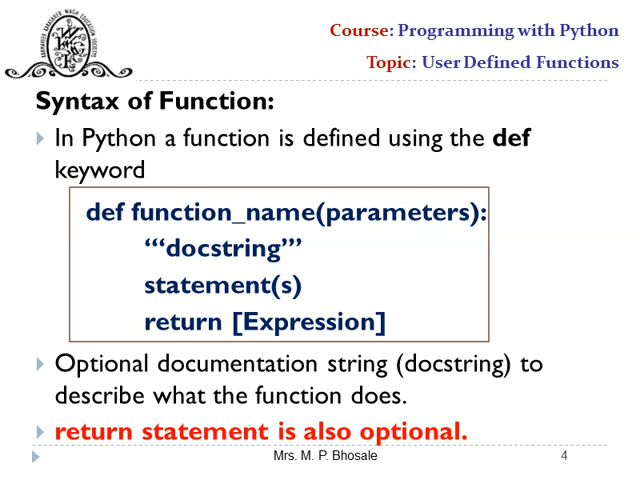 Course: Programming with Python
Topic: User Defined Functions
Syntax of Function:
In Python a function is defined using the def
keyword
def function_name(parameters):
‘‘‘docstring’’’
statement(s)
return [Expression]
Optional documentation string (docstring) to
describe what the function does.
return statement is also optional.
Mrs. M. P. Bhosale 4